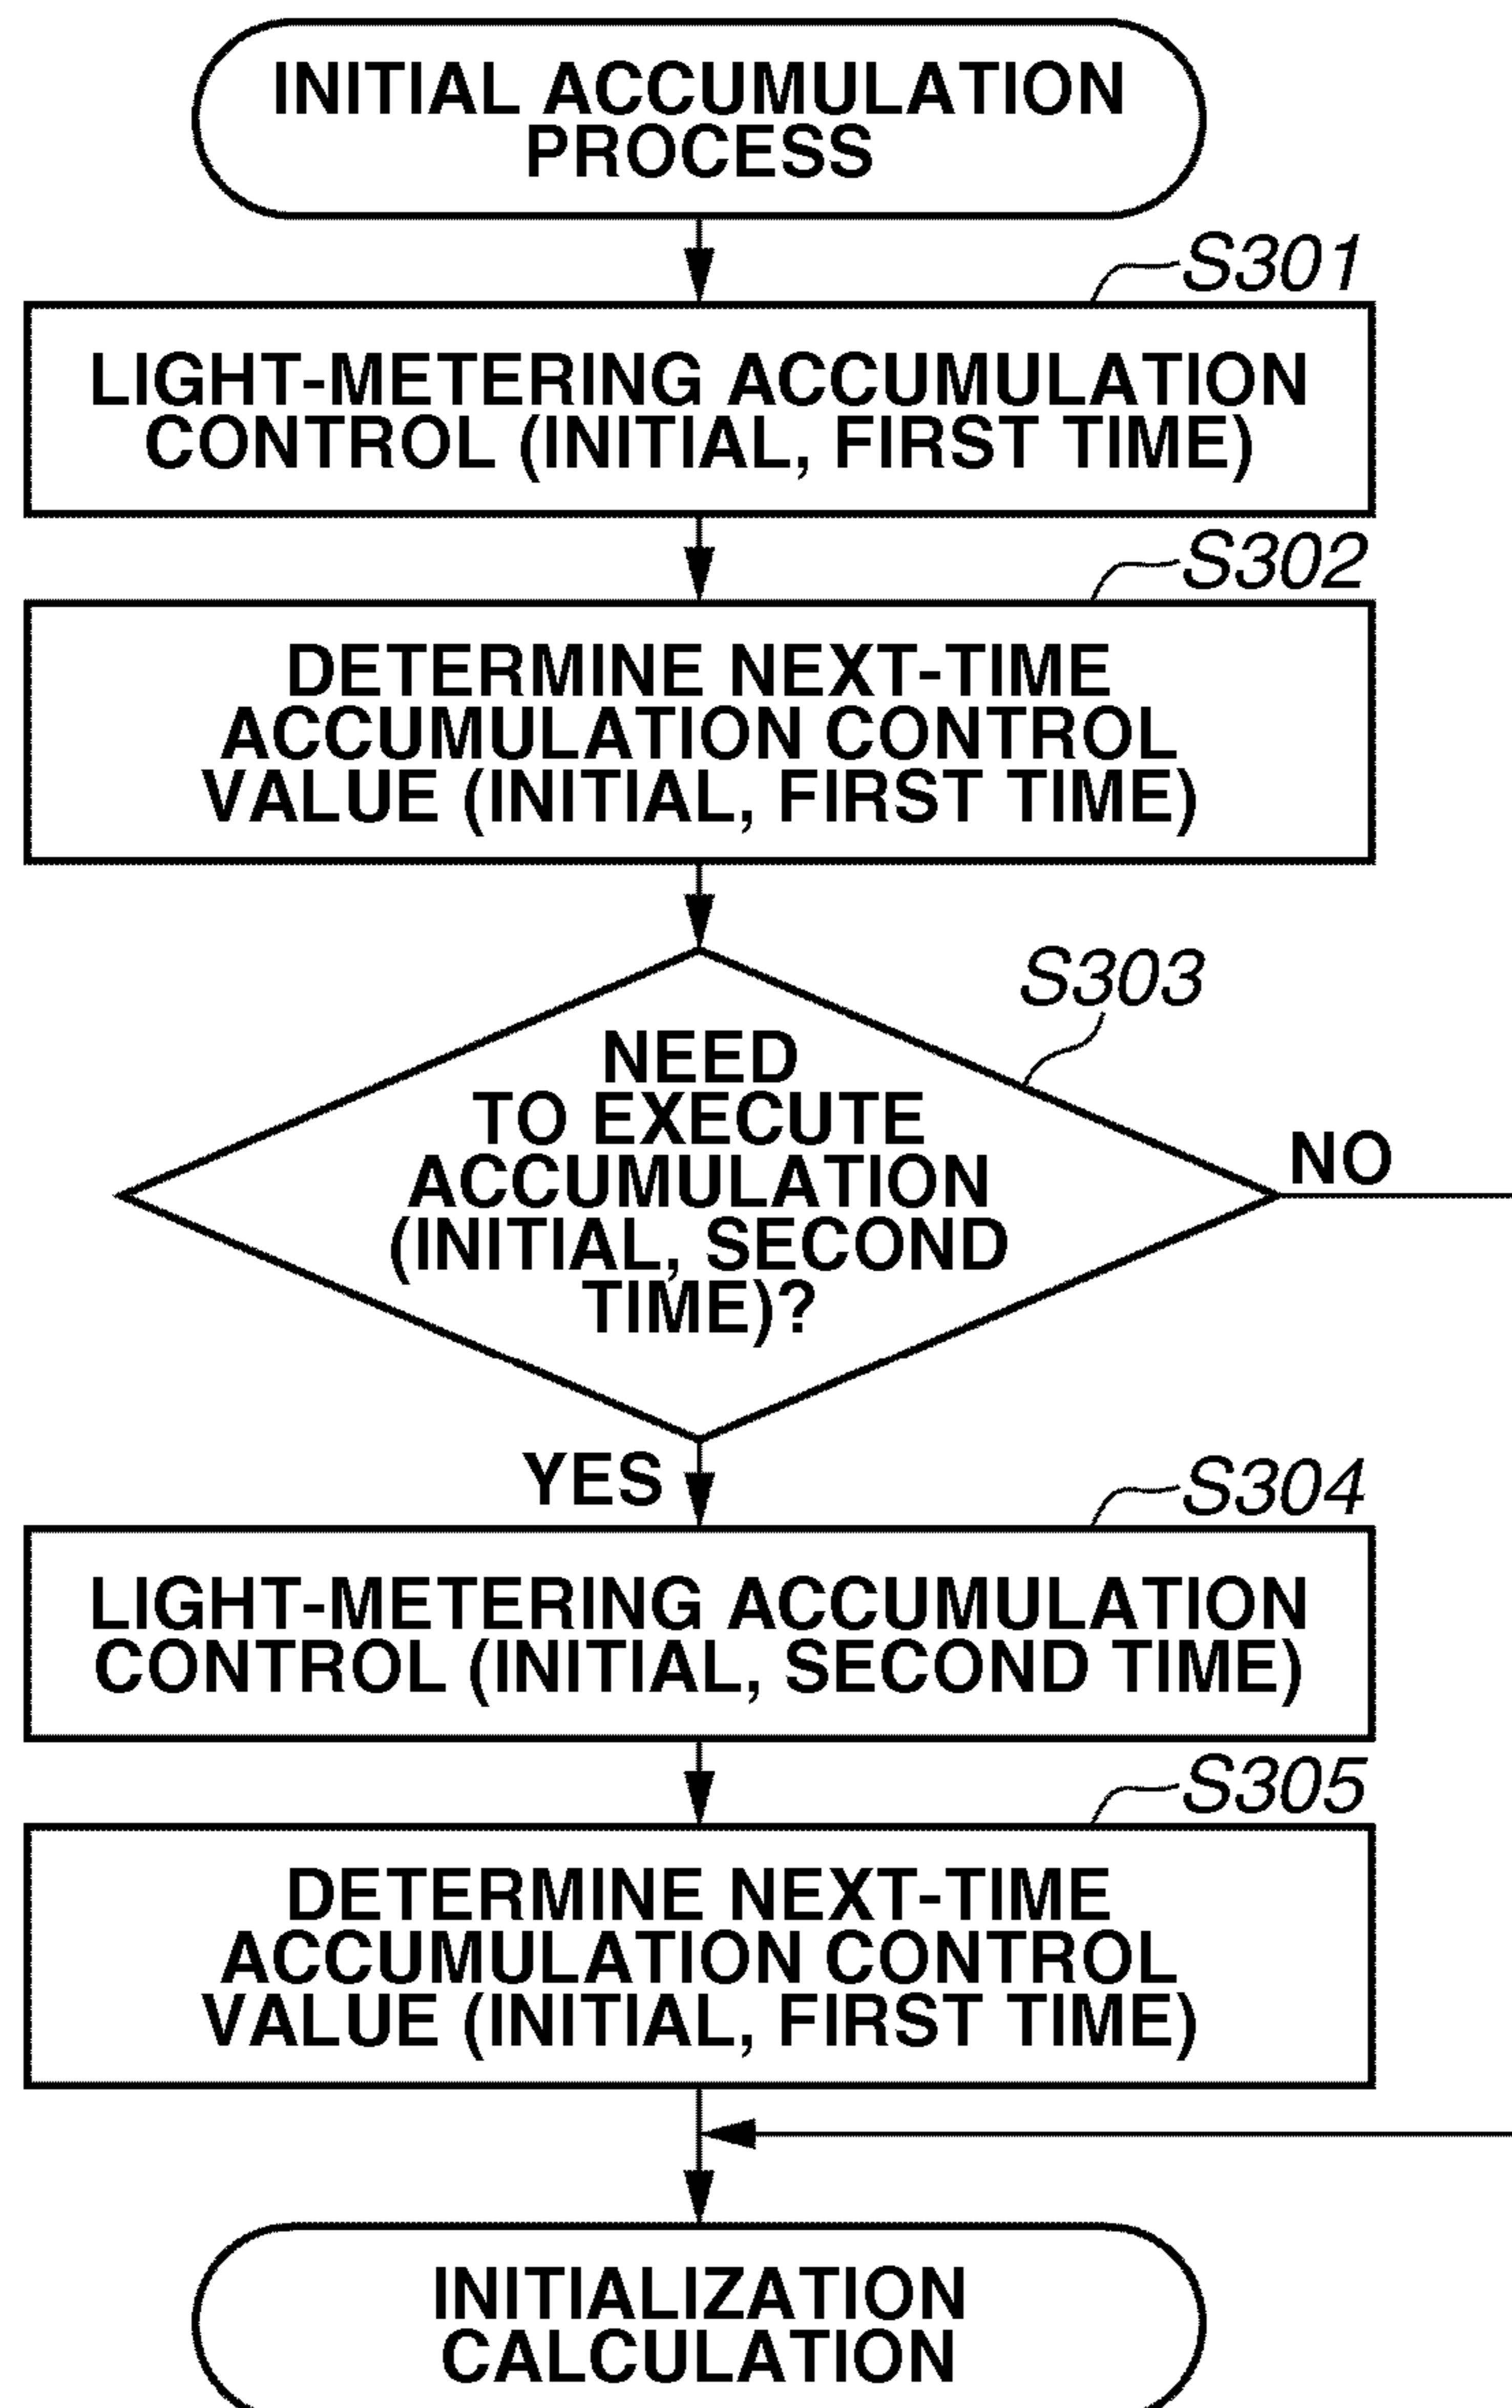 INITIAL ACCUMULATION
PROCESS
S301
LIGHT-METERING ACCUMULATION
CONTROL (INITIAL, FIRST TIME)
S302
DETERMINE NEXT-TIME
ACCUMULATION CONTROL
VALUE (INITIAL, FIRST TIME)
S303
NEED
TO EXECUTE
ACCUMULATION
(INITIAL, SECOND
TIME)?
NO
YES
S304
LIGHT-METERING ACCUMULATION
CONTROL (INITIAL, SECOND TIME)
S305
DETERMINE NEXT-TIME
ACCUMULATION CONTROL
VALUE (INITIAL, FIRST TIME)
INITIALIZATION
CALCULATION